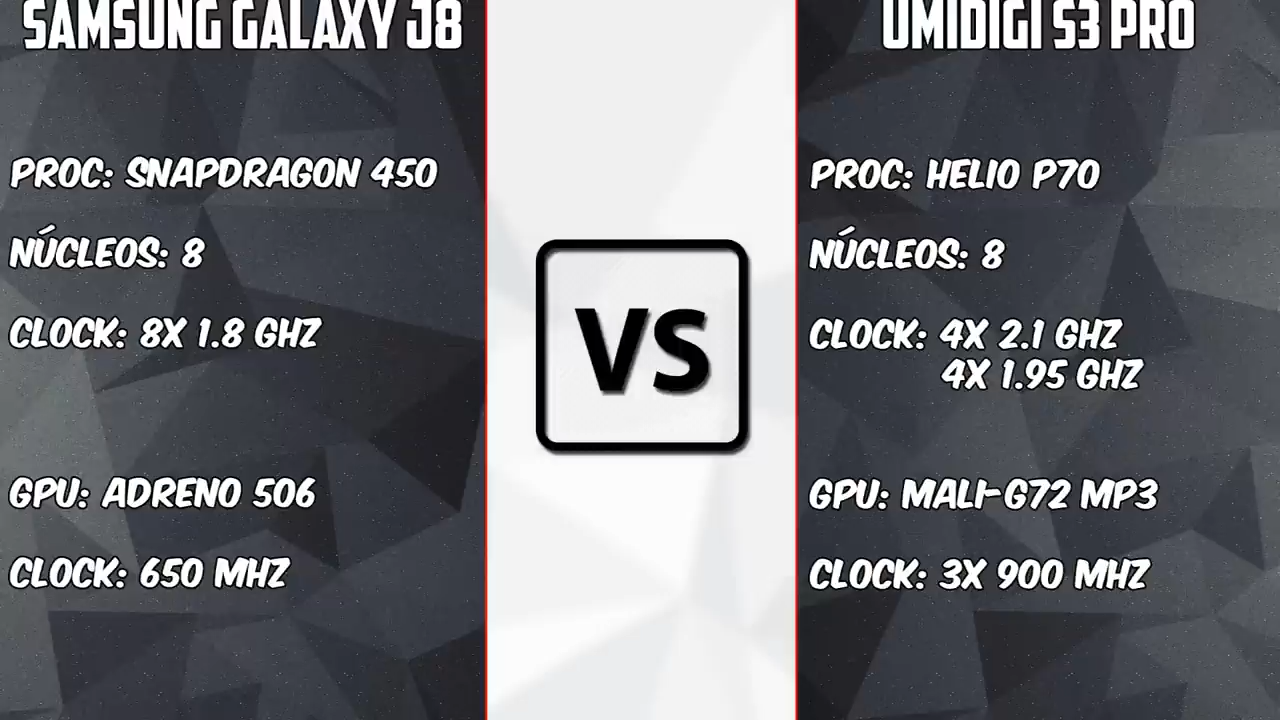 SAMSUNG GALAXY J8
PROC: SNAPDRAGON 450
NÚCLEOS: 8
CLOCK: 8X 1.8 GHZ
GPU: ADRENO 506
CLOCK: 650 MHZ
VS
UMIDIGI S3 PRO
PROC: HELIO P70
NÚCLEOS: 8
CLOCK: 4X 2.1 GHZ
4X 1.95 GHZ
GPU: MALI-G72 MP3
CLOCK: 3X 900 MHZ